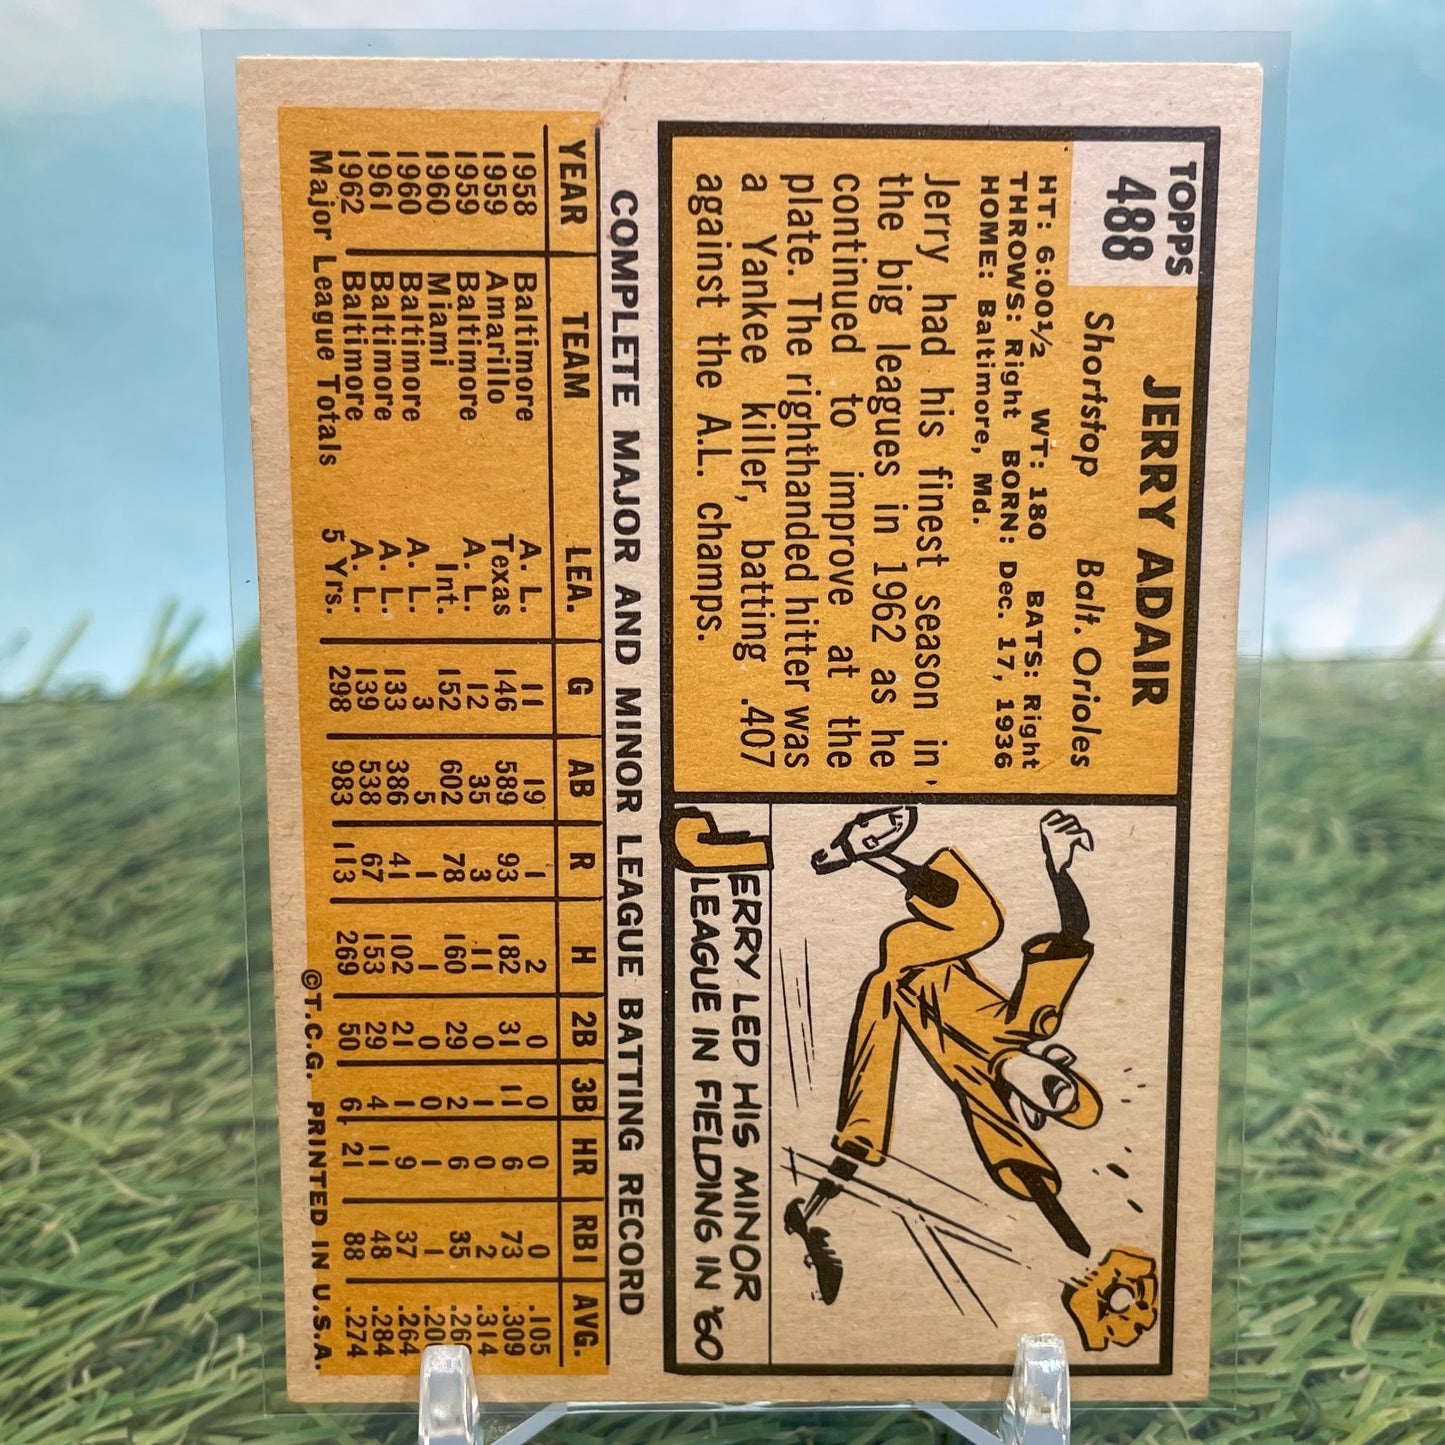 TOPPS
488
JERRY ADAIR
Shortstop Balt. Orioles
HT: 6:00½ WT: 180 BATS: Right
THROWS: Right BORN: Dec. 17, 1936
HOME: Baltimore, Md.
Jerry had his finest season in
the big leagues in 1962 as he
continued to improve at the
plate. The righthanded hitter was
a Yankee killer, batting .407
against the A.L. champs.
JERRY LED HIS MINOR
LEAGUE IN FIELDING IN '60
COMPLETE MAJOR AND MINOR LEAGUE BATTING RECORD
YEAR TEAM LEA. G AB R H 2B 3B HR RBI AVG.
1958 Baltimore A. L. 11 19 1 2 0 0 0 0 .105
1959 Amarillo Texas 146 589 93 182 31 11 6 73 .309
1959 Baltimore A. L. 12 35 3 11 0 1 0 2 .314
1960 Miami Int. 152 602 78 160 29 2 6 35
1960 Baltimore A. L. 3 5 1 1 0 0 1 1
1961 Baltimore A. L. 133 386 41 102 21 1 9 37 .264
1962 Baltimore A. L. 139 538 67 153 29 4 11 48 .284
Major League Totals 5 Yrs. 298 983 113 269 50 6 21 88 .274
©T.C.G. PRINTED IN U.S.A.